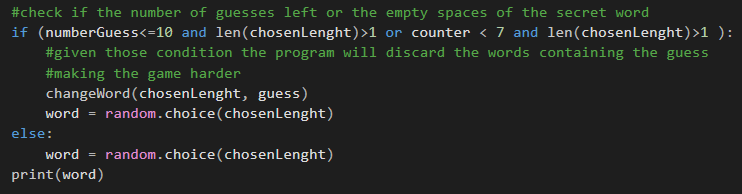 #check if the number of guesses left or the empty spaces of the secret word
if (numberGuess<=10 and len(chosenLenght)>1 or counter < 7 and len(chosenLenght)>1 ):
    #given those condition the program will discard the words containing the guess
    #making the game harder
    changeWord(chosenLenght, guess)
    word = random.choice(chosenLenght)
else:
    word = random.choice(chosenLenght)
print(word)